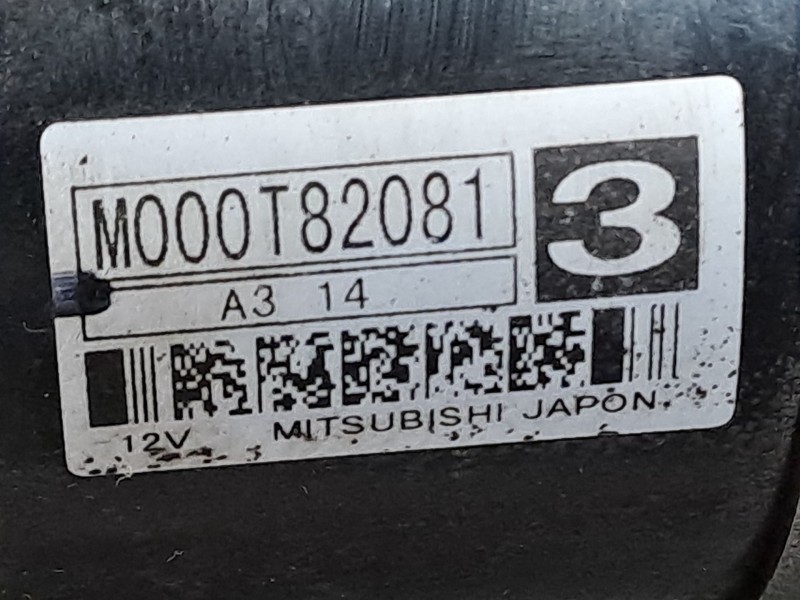 M000T82081
3
A3 14
12V MITSUBISHI JAPON